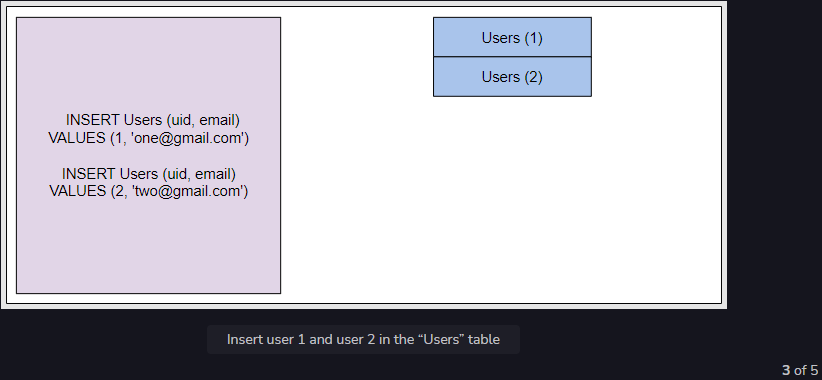 INSERT Users (uid, email)
VALUES (1, 'one@gmail.com')
INSERT Users (uid, email)
VALUES (2, 'two@gmail.com')
Users (1)
Users (2)
Insert user 1 and user 2 in the “Users” table
3 of 5